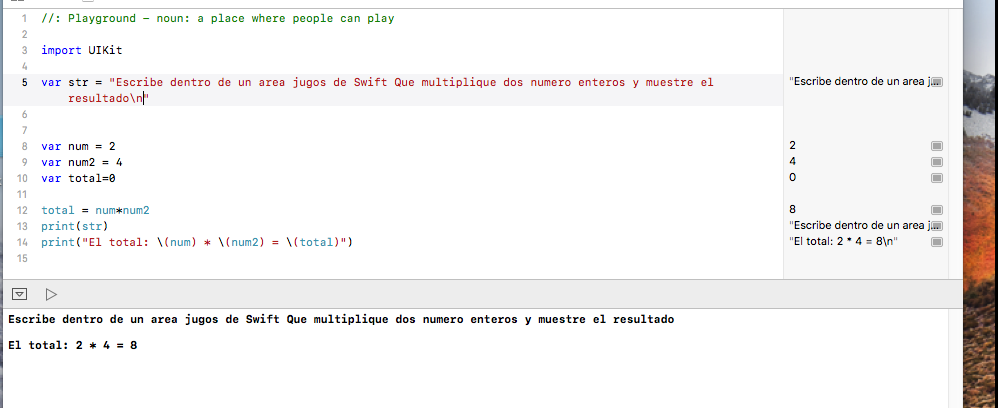 1 //: Playground - noun: a place where people can play
2
3 import UIKit
4
5 var str = "Escribe dentro de un area jugos de Swift Que multiplique dos numero enteros y muestre el
resultado\n"
"Escribe dentro de un area j...
6
7
8 var num = 2
2
9 var num2 = 4
4
10 var total=0
0
11
12 total = num*num2
8
13 print(str)
"Escribe dentro de un area j...
14 print("El total: \(num) * \(num2) = \(total)")
"El total: 2 * 4 = 8\n"
15
Escribe dentro de un area jugos de Swift Que multiplique dos numero enteros y muestre el resultado
El total: 2 * 4 = 8